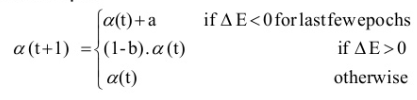 α(t)+a if ΔE<0 for last few epochs
α(t+1) = (1-b).α(t) if ΔE>0
α(t) otherwise